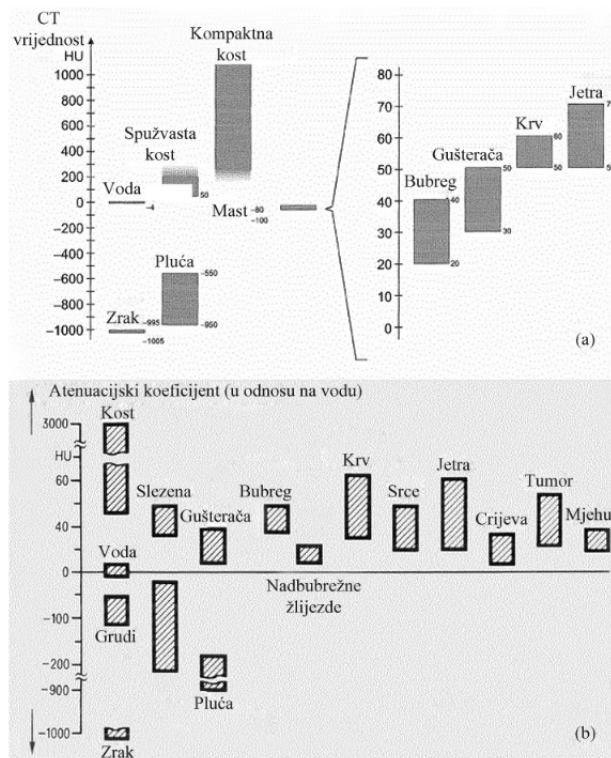 CT
vrijednost
HU
1000
800
600
400
200
0
−200
−400
−600
−800
−1000
Kompaktna
kost
Spužvasta
kost
50
Voda
−4
Mast
−80
−100
Pluća
−550
−950
Zrak
−995
−1005
80
70
60
50
40
30
20
10
0
Bubreg
40
20
Gušterača
50
30
Krv
60
50
Jetra
(a)
Atenuacijski koeficijent (u odnosu na vodu)
3000
HU
60
40
0
−100
−200
−900
−1000
Kost
Slezena
Gušterača
Bubreg
Krv
Srce
Jetra
Crijeva
Tumor
Mjehu
Voda
Nadbubrežne
žlijezde
Grudi
Pluća
Zrak
(b)